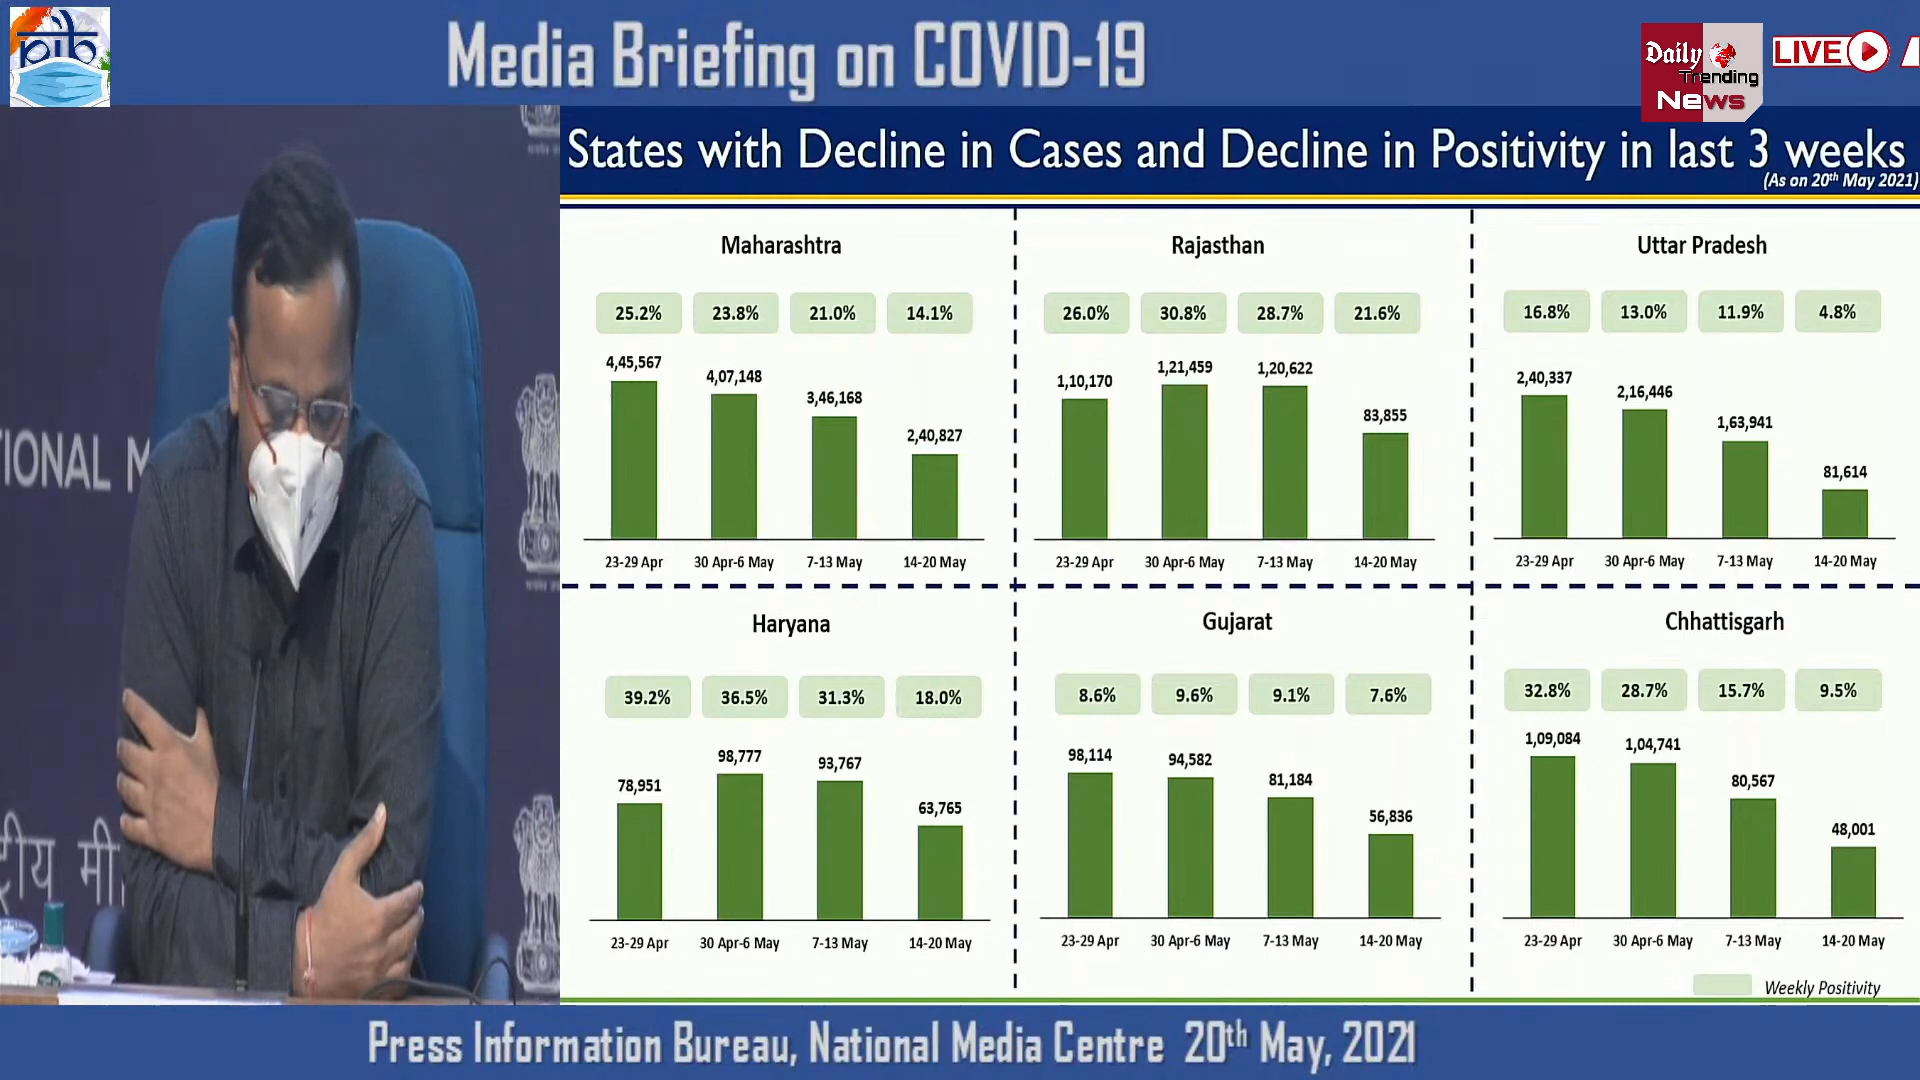 pib
Media Briefing on COVID-19
Daily
Trending
News
LIVE
States with Decline in Cases and Decline in Positivity in last 3 weeks
(As on 20th May 2021)
Maharashtra
25.2% 23.8% 21.0% 14.1%
4,45,567 4,07,148 3,46,168 2,40,827
23-29 Apr 30 Apr-6 May 7-13 May 14-20 May
Rajasthan
26.0% 30.8% 28.7% 21.6%
1,10,170 1,21,459 1,20,622 83,855
23-29 Apr 30 Apr-6 May 7-13 May 14-20 May
Uttar Pradesh
16.8% 13.0% 11.9% 4.8%
2,40,337 2,16,446 1,63,941 81,614
23-29 Apr 30 Apr-6 May 7-13 May 14-20 May
Haryana
39.2% 36.5% 31.3% 18.0%
78,951 98,777 93,767 63,765
23-29 Apr 30 Apr-6 May 7-13 May 14-20 May
Gujarat
8.6% 9.6% 9.1% 7.6%
98,114 94,582 81,184 56,836
23-29 Apr 30 Apr-6 May 7-13 May 14-20 May
Chhattisgarh
32.8% 28.7% 15.7% 9.5%
1,09,084 1,04,741 80,567 48,001
23-29 Apr 30 Apr-6 May 7-13 May 14-20 May
Weekly Positivity
TIONAL M
ट्रीय मी
Press Information Bureau, National Media Centre 20th May, 2021